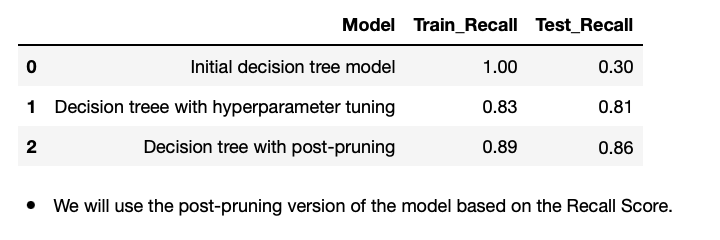 Model Train_Recall Test_Recall
0 Initial decision tree model 1.00 0.30
1 Decision treee with hyperparameter tuning 0.83 0.81
2 Decision tree with post-pruning 0.89 0.86
• We will use the post-pruning version of the model based on the Recall Score.